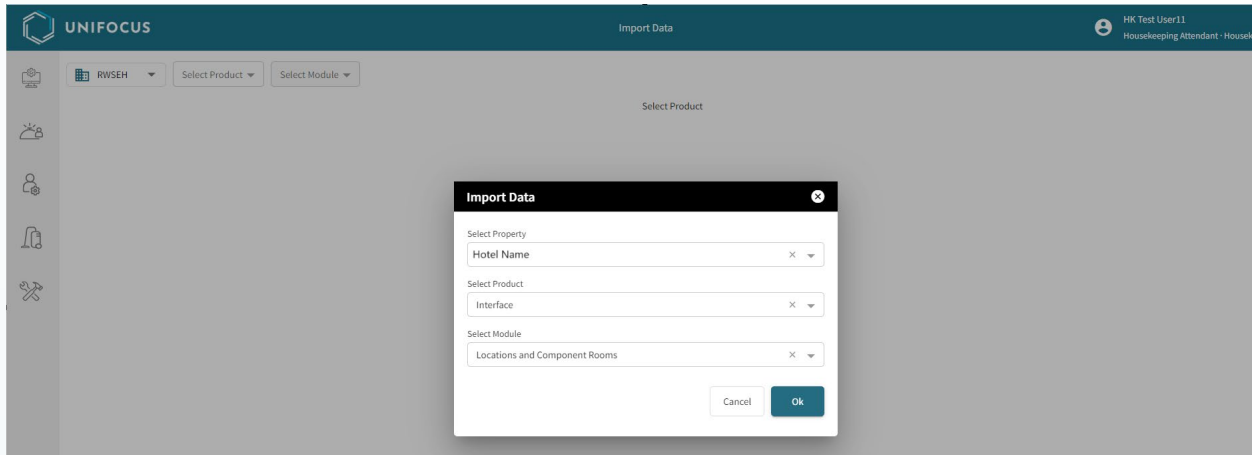 UNIFOCUS
Import Data
HK Test User11
Housekeeping Attendant · Housek
RWSEH
Select Product
Select Module
Select Product
Import Data
Select Property
Hotel Name
Select Product
Interface
Select Module
Locations and Component Rooms
Cancel
Ok